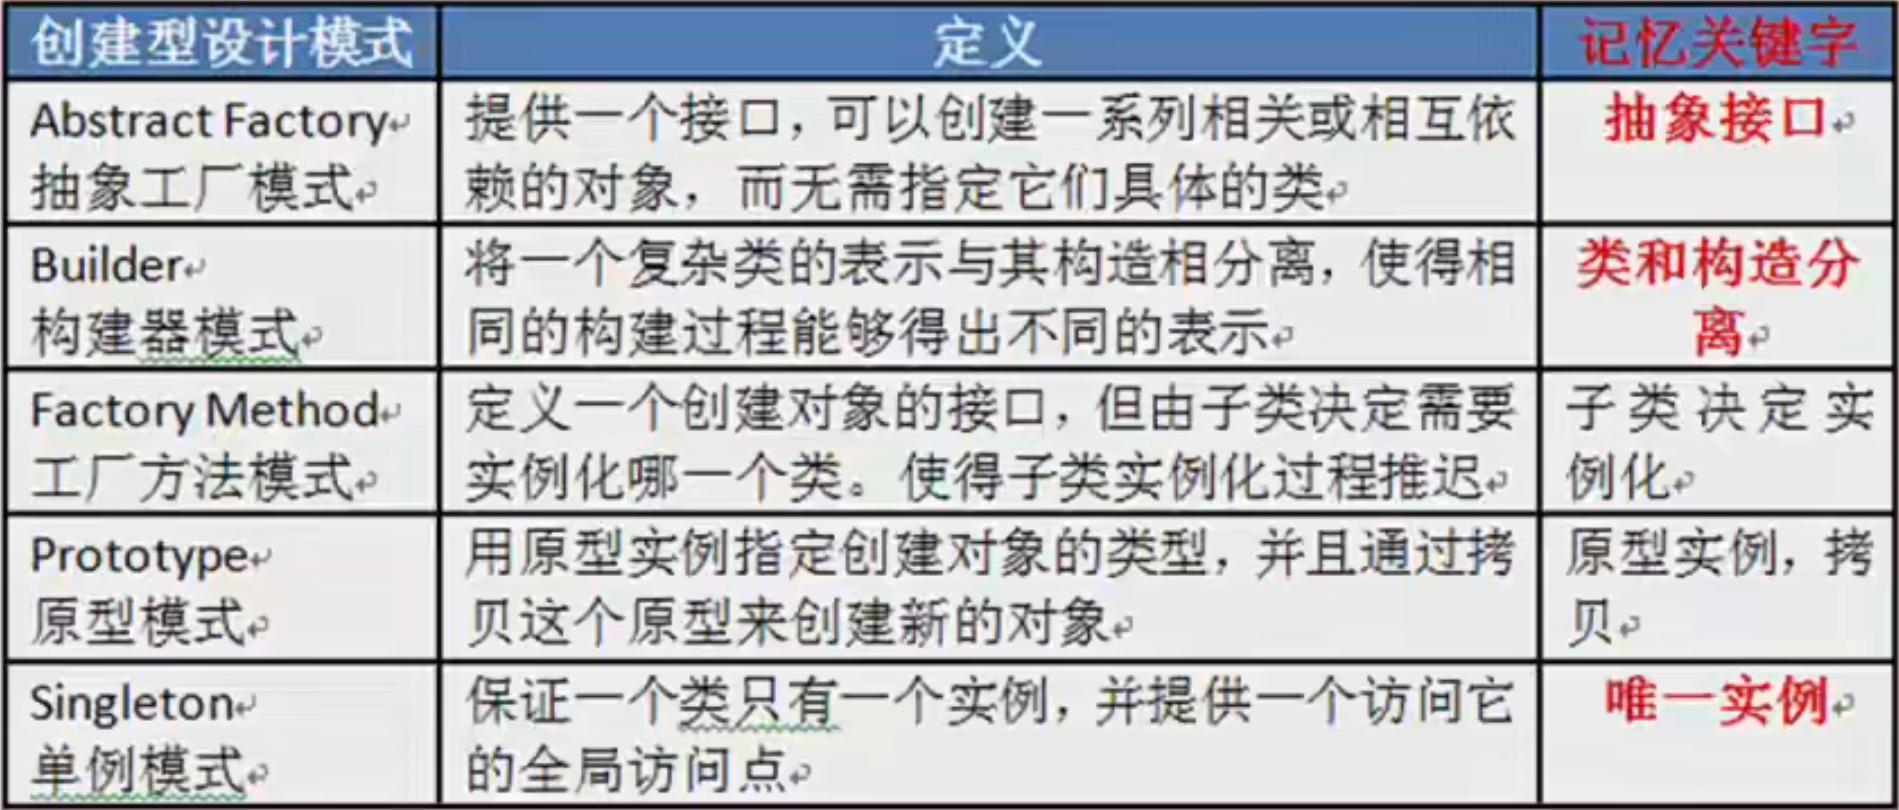 创建型设计模式
定义
记忆关键字
Abstract Factory
抽象工厂模式
提供一个接口，可以创建一系列相关或相互依
赖的对象，而无需指定它们具体的类
抽象接口
Builder
构建器模式
将一个复杂类的表示与其构造相分离，使得相
同的构建过程能够得出不同的表示
类和构造分
离
Factory Method
工厂方法模式
定义一个创建对象的接口，但由子类决定需要
实例化哪一个类。使得子类实例化过程推迟
子类决定实
例化
Prototype
原型模式
用原型实例指定创建对象的类型，并且通过拷
贝这个原型来创建新的对象
原型实例，拷
贝
Singleton
单例模式
保证一个类只有一个实例，并提供一个访问它
的全局访问点
唯一实例